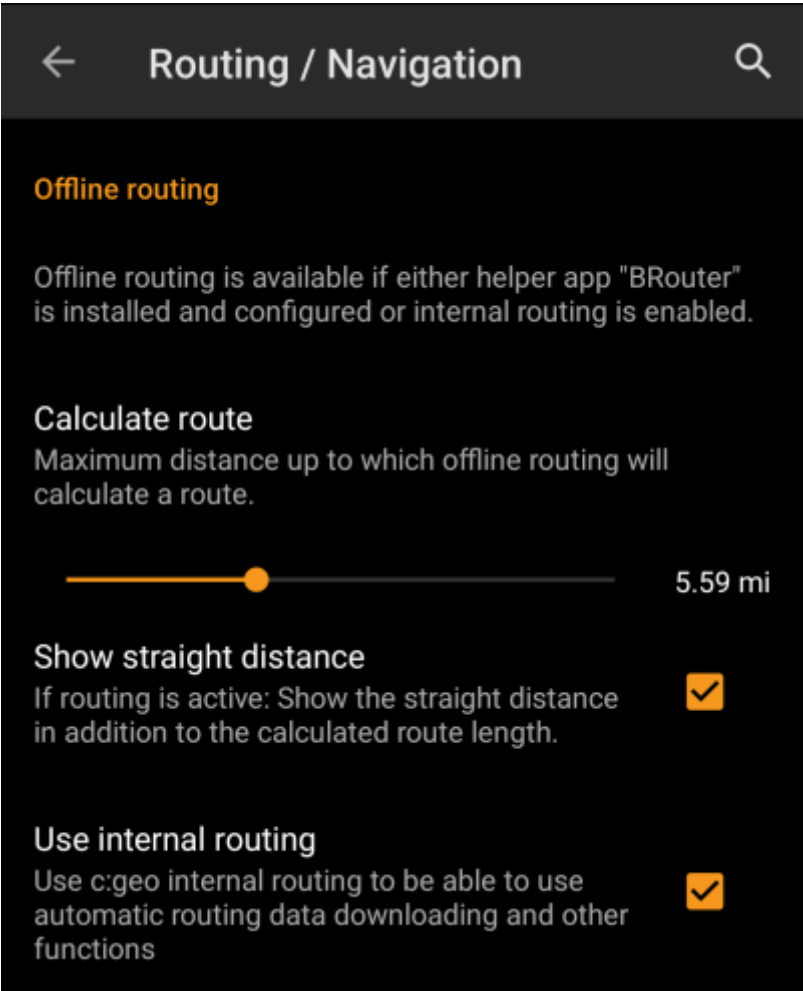 Routing / Navigation
Offline routing
Offline routing is available if either helper app "BRouter"
is installed and configured or internal routing is enabled.
Calculate route
Maximum distance up to which offline routing will
calculate a route.
5.59 mi
Show straight distance
If routing is active: Show the straight distance
in addition to the calculated route length.
Use internal routing
Use c:geo internal routing to be able to use
automatic routing data downloading and other
functions